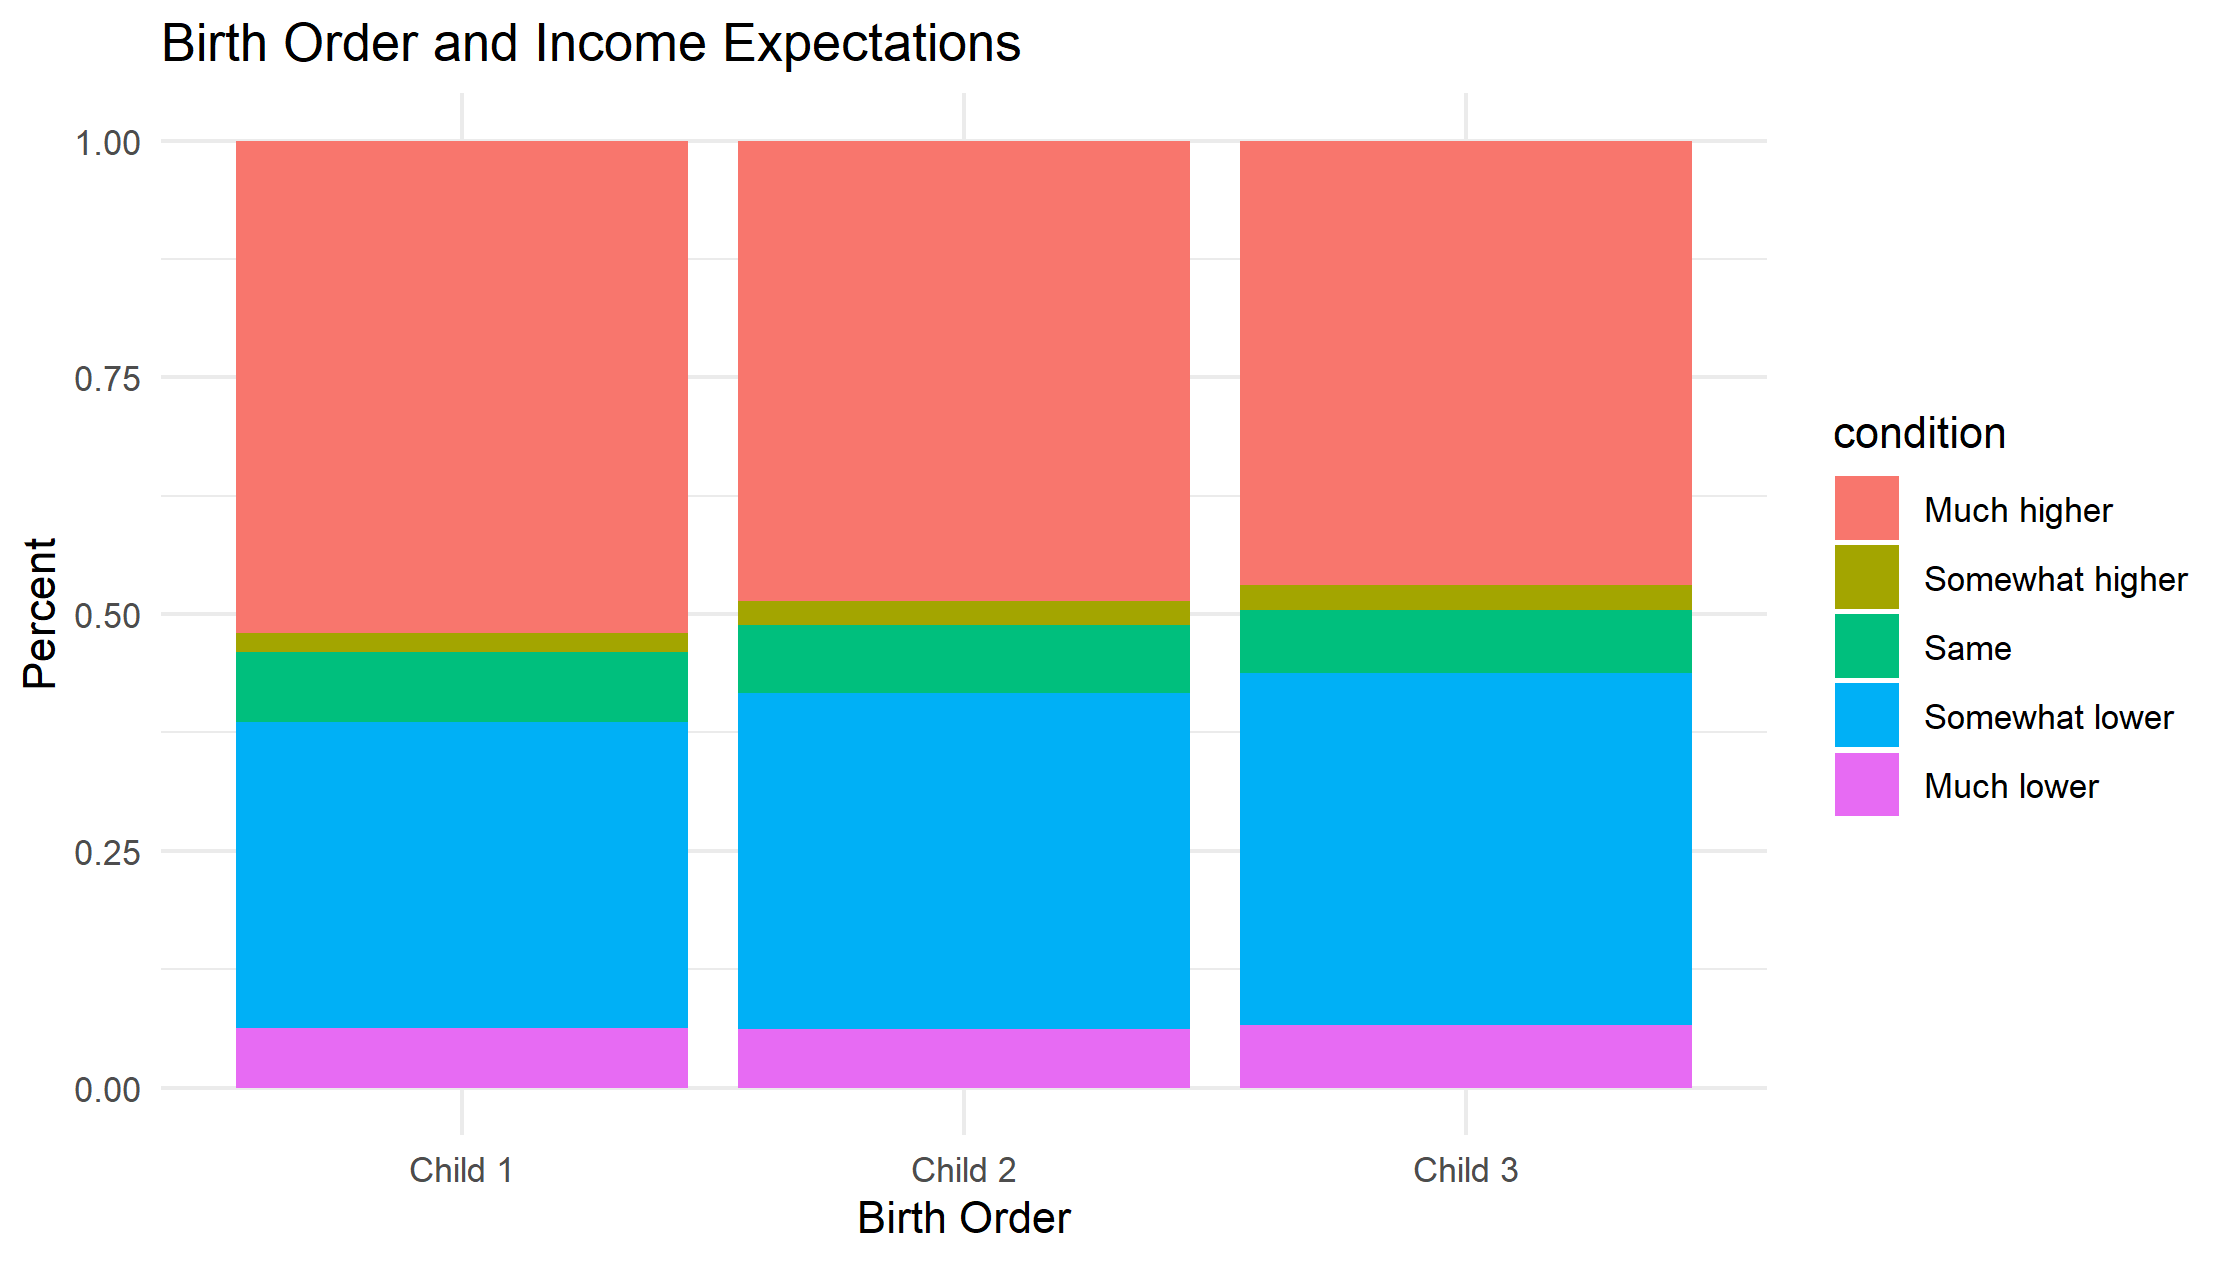 Birth Order and Income Expectations
1.00
0.75
0.50
0.25
0.00
Percent
Child 1
Child 2
Child 3
Birth Order
condition
Much higher
Somewhat higher
Same
Somewhat lower
Much lower